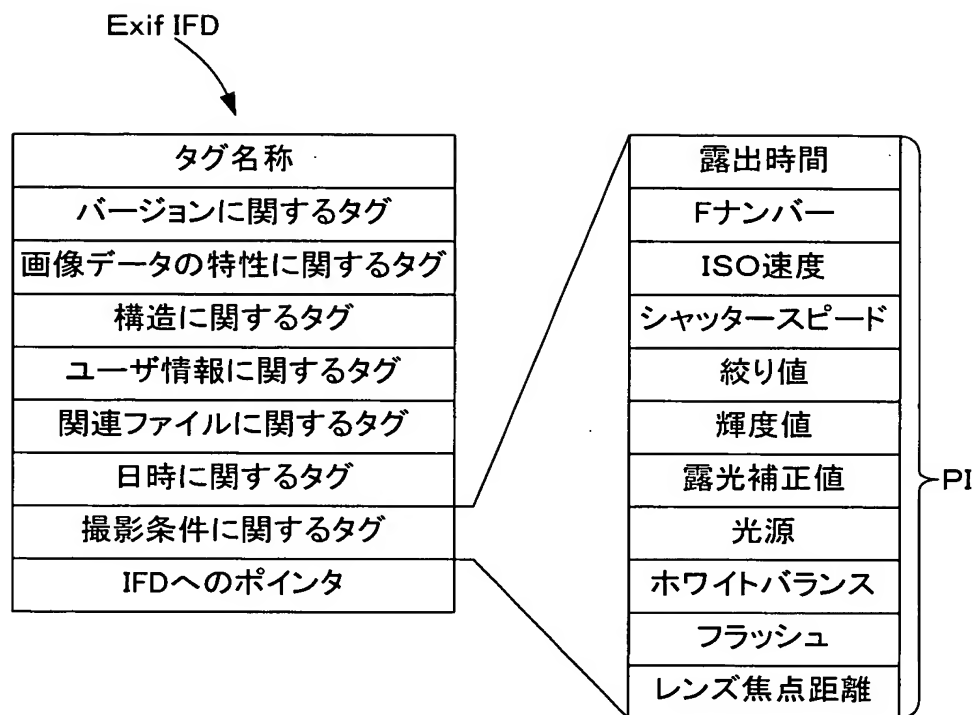 Exif IFD
タグ名称
バージョンに関するタグ
画像データの特性に関するタグ
構造に関するタグ
ユーザ情報に関するタグ
関連ファイルに関するタグ
日時に関するタグ
撮影条件に関するタグ
IFDへのポインタ
露出時間
Fナンバー
ISO速度
シャッタースピード
絞り値
輝度値
露光補正値
光源
ホワイトバランス
フラッシュ
レンズ焦点距離
PI